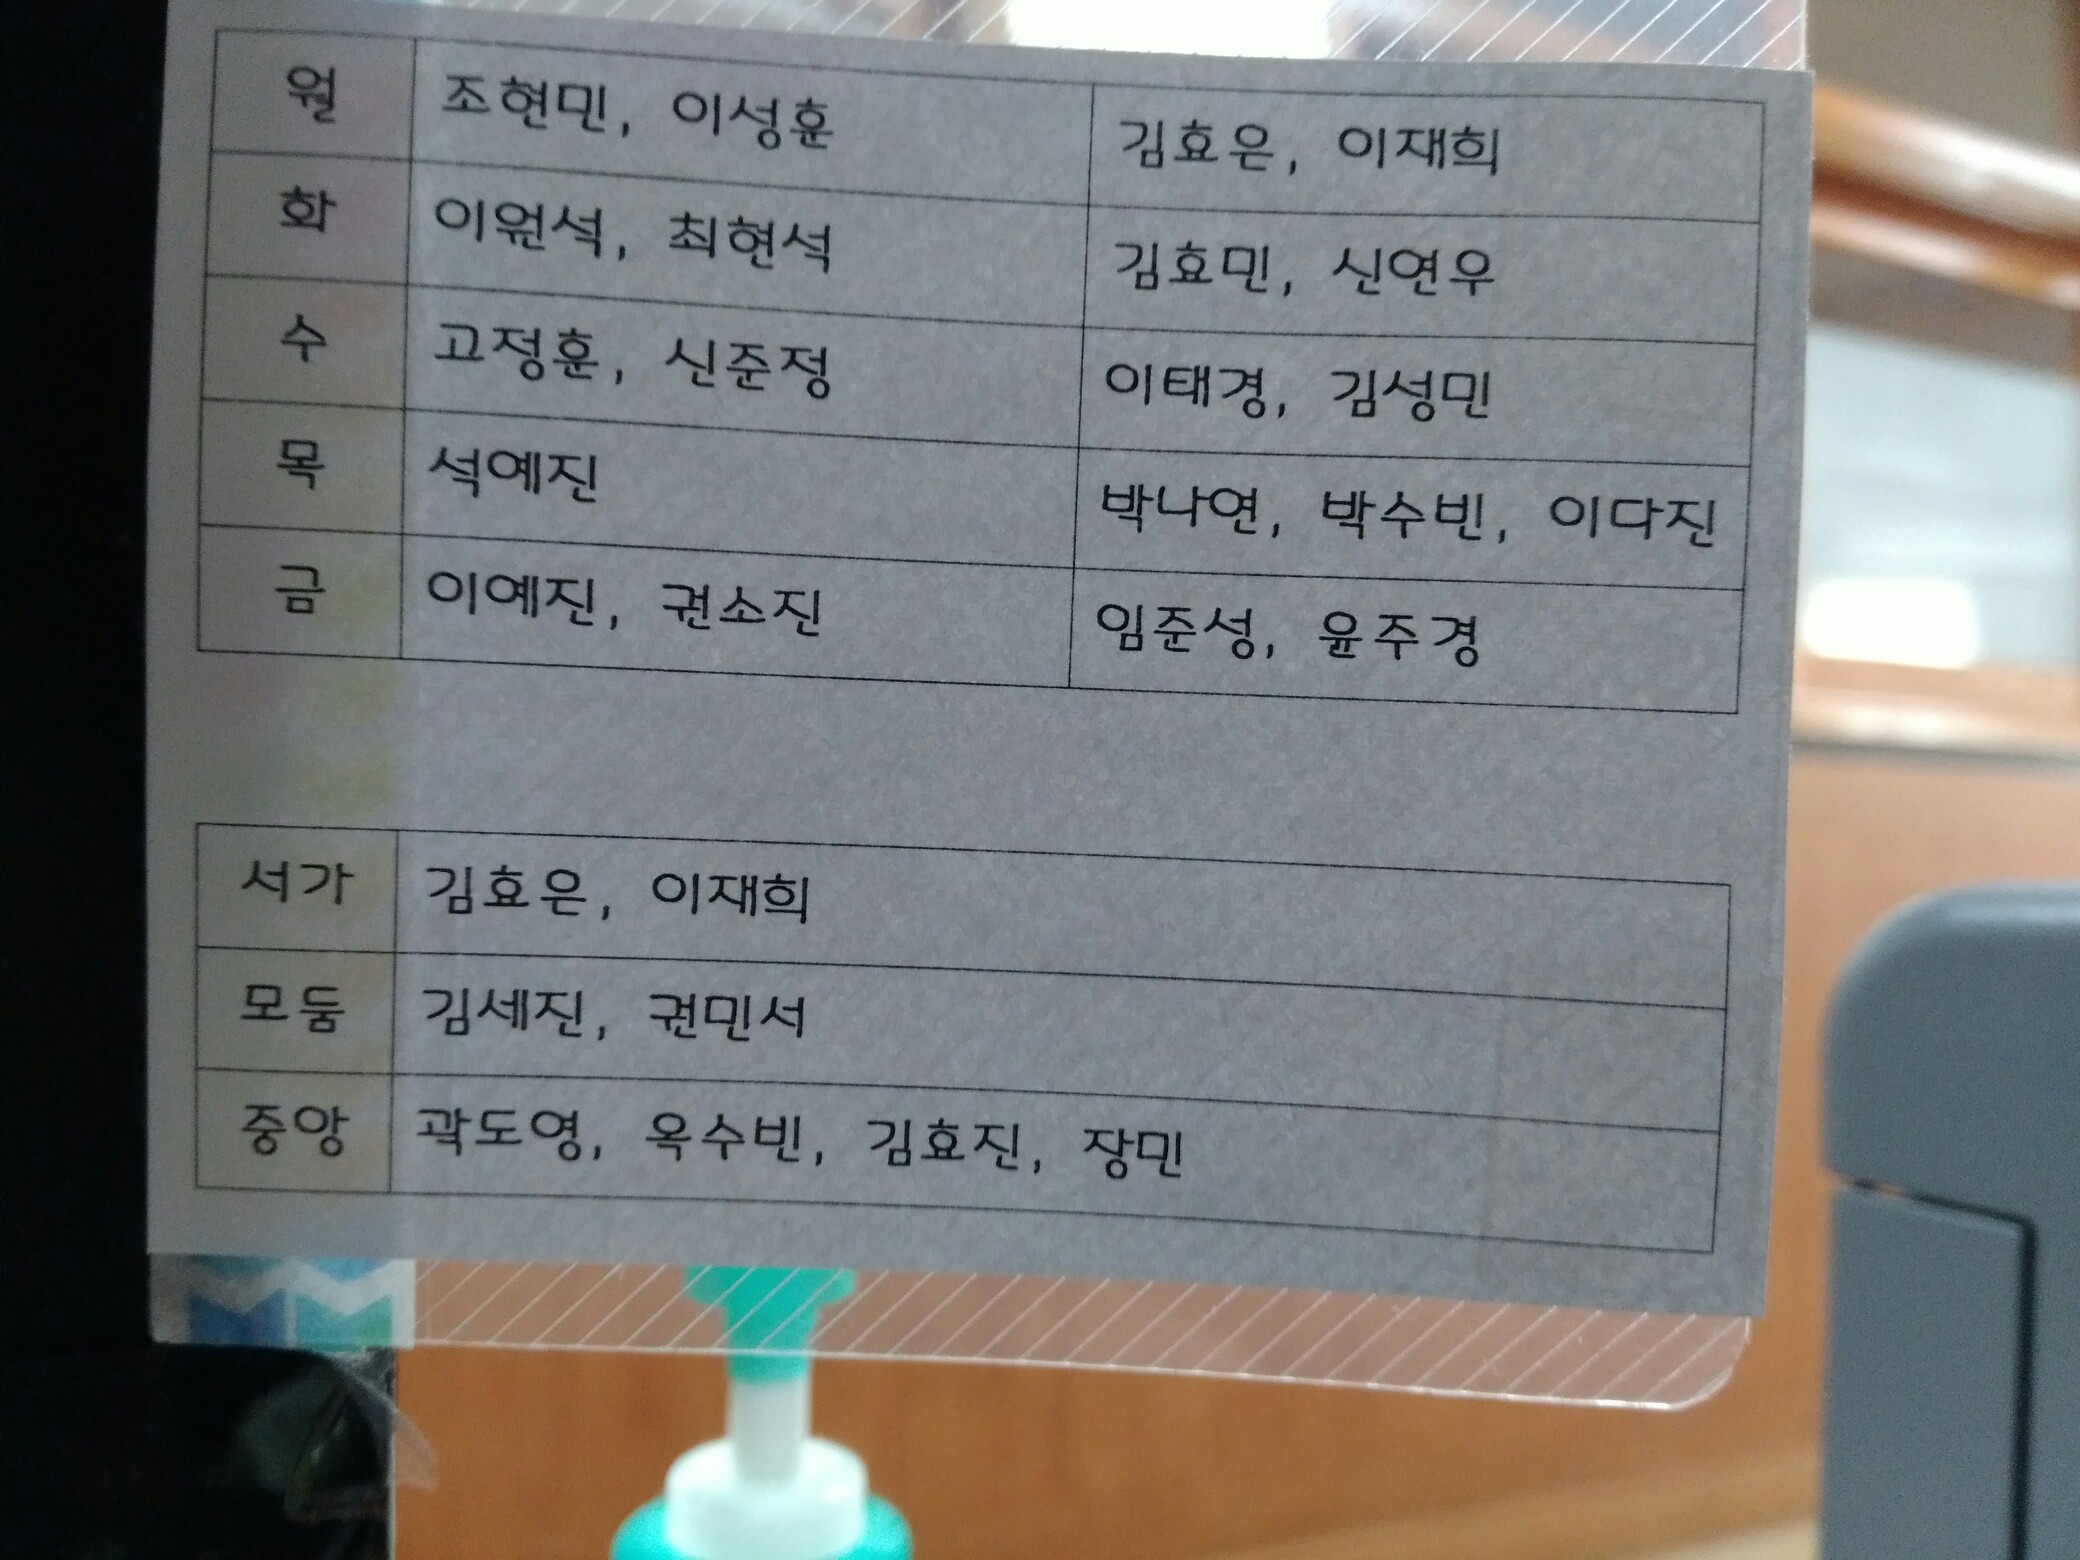 월 조현민, 이성훈 김효은, 이재희
화 이원석, 최현석 김효민, 신연우
수 고정훈, 신준정 이태경, 김성민
목 석예진 박나연, 박수빈, 이다진
금 이예진, 권소진 임준성, 윤주경
서가 김효은, 이재희
모둠 김세진, 권민서
중앙 곽도영, 옥수빈, 김효진, 장민